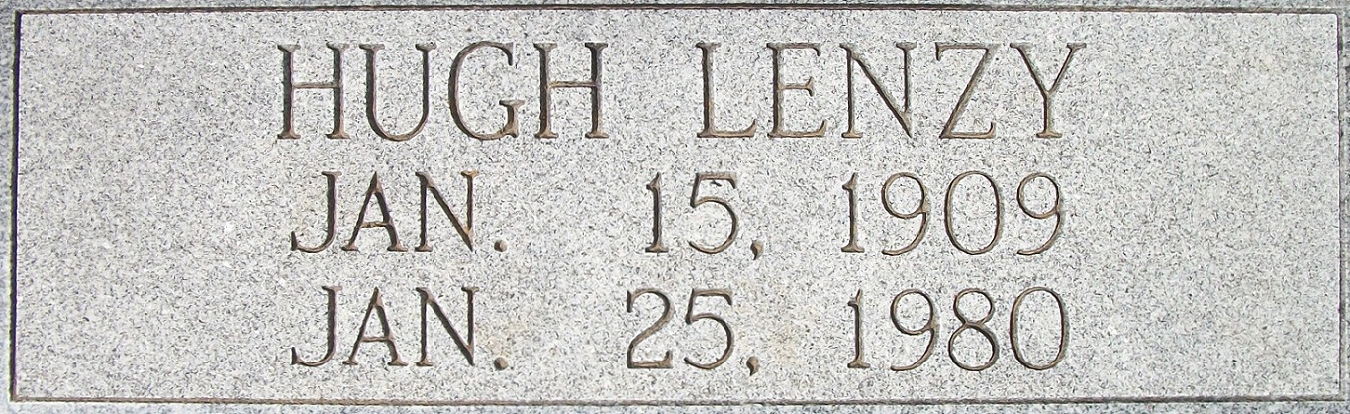 HUGH LENZY
JAN. 15, 1909
JAN. 25, 1980